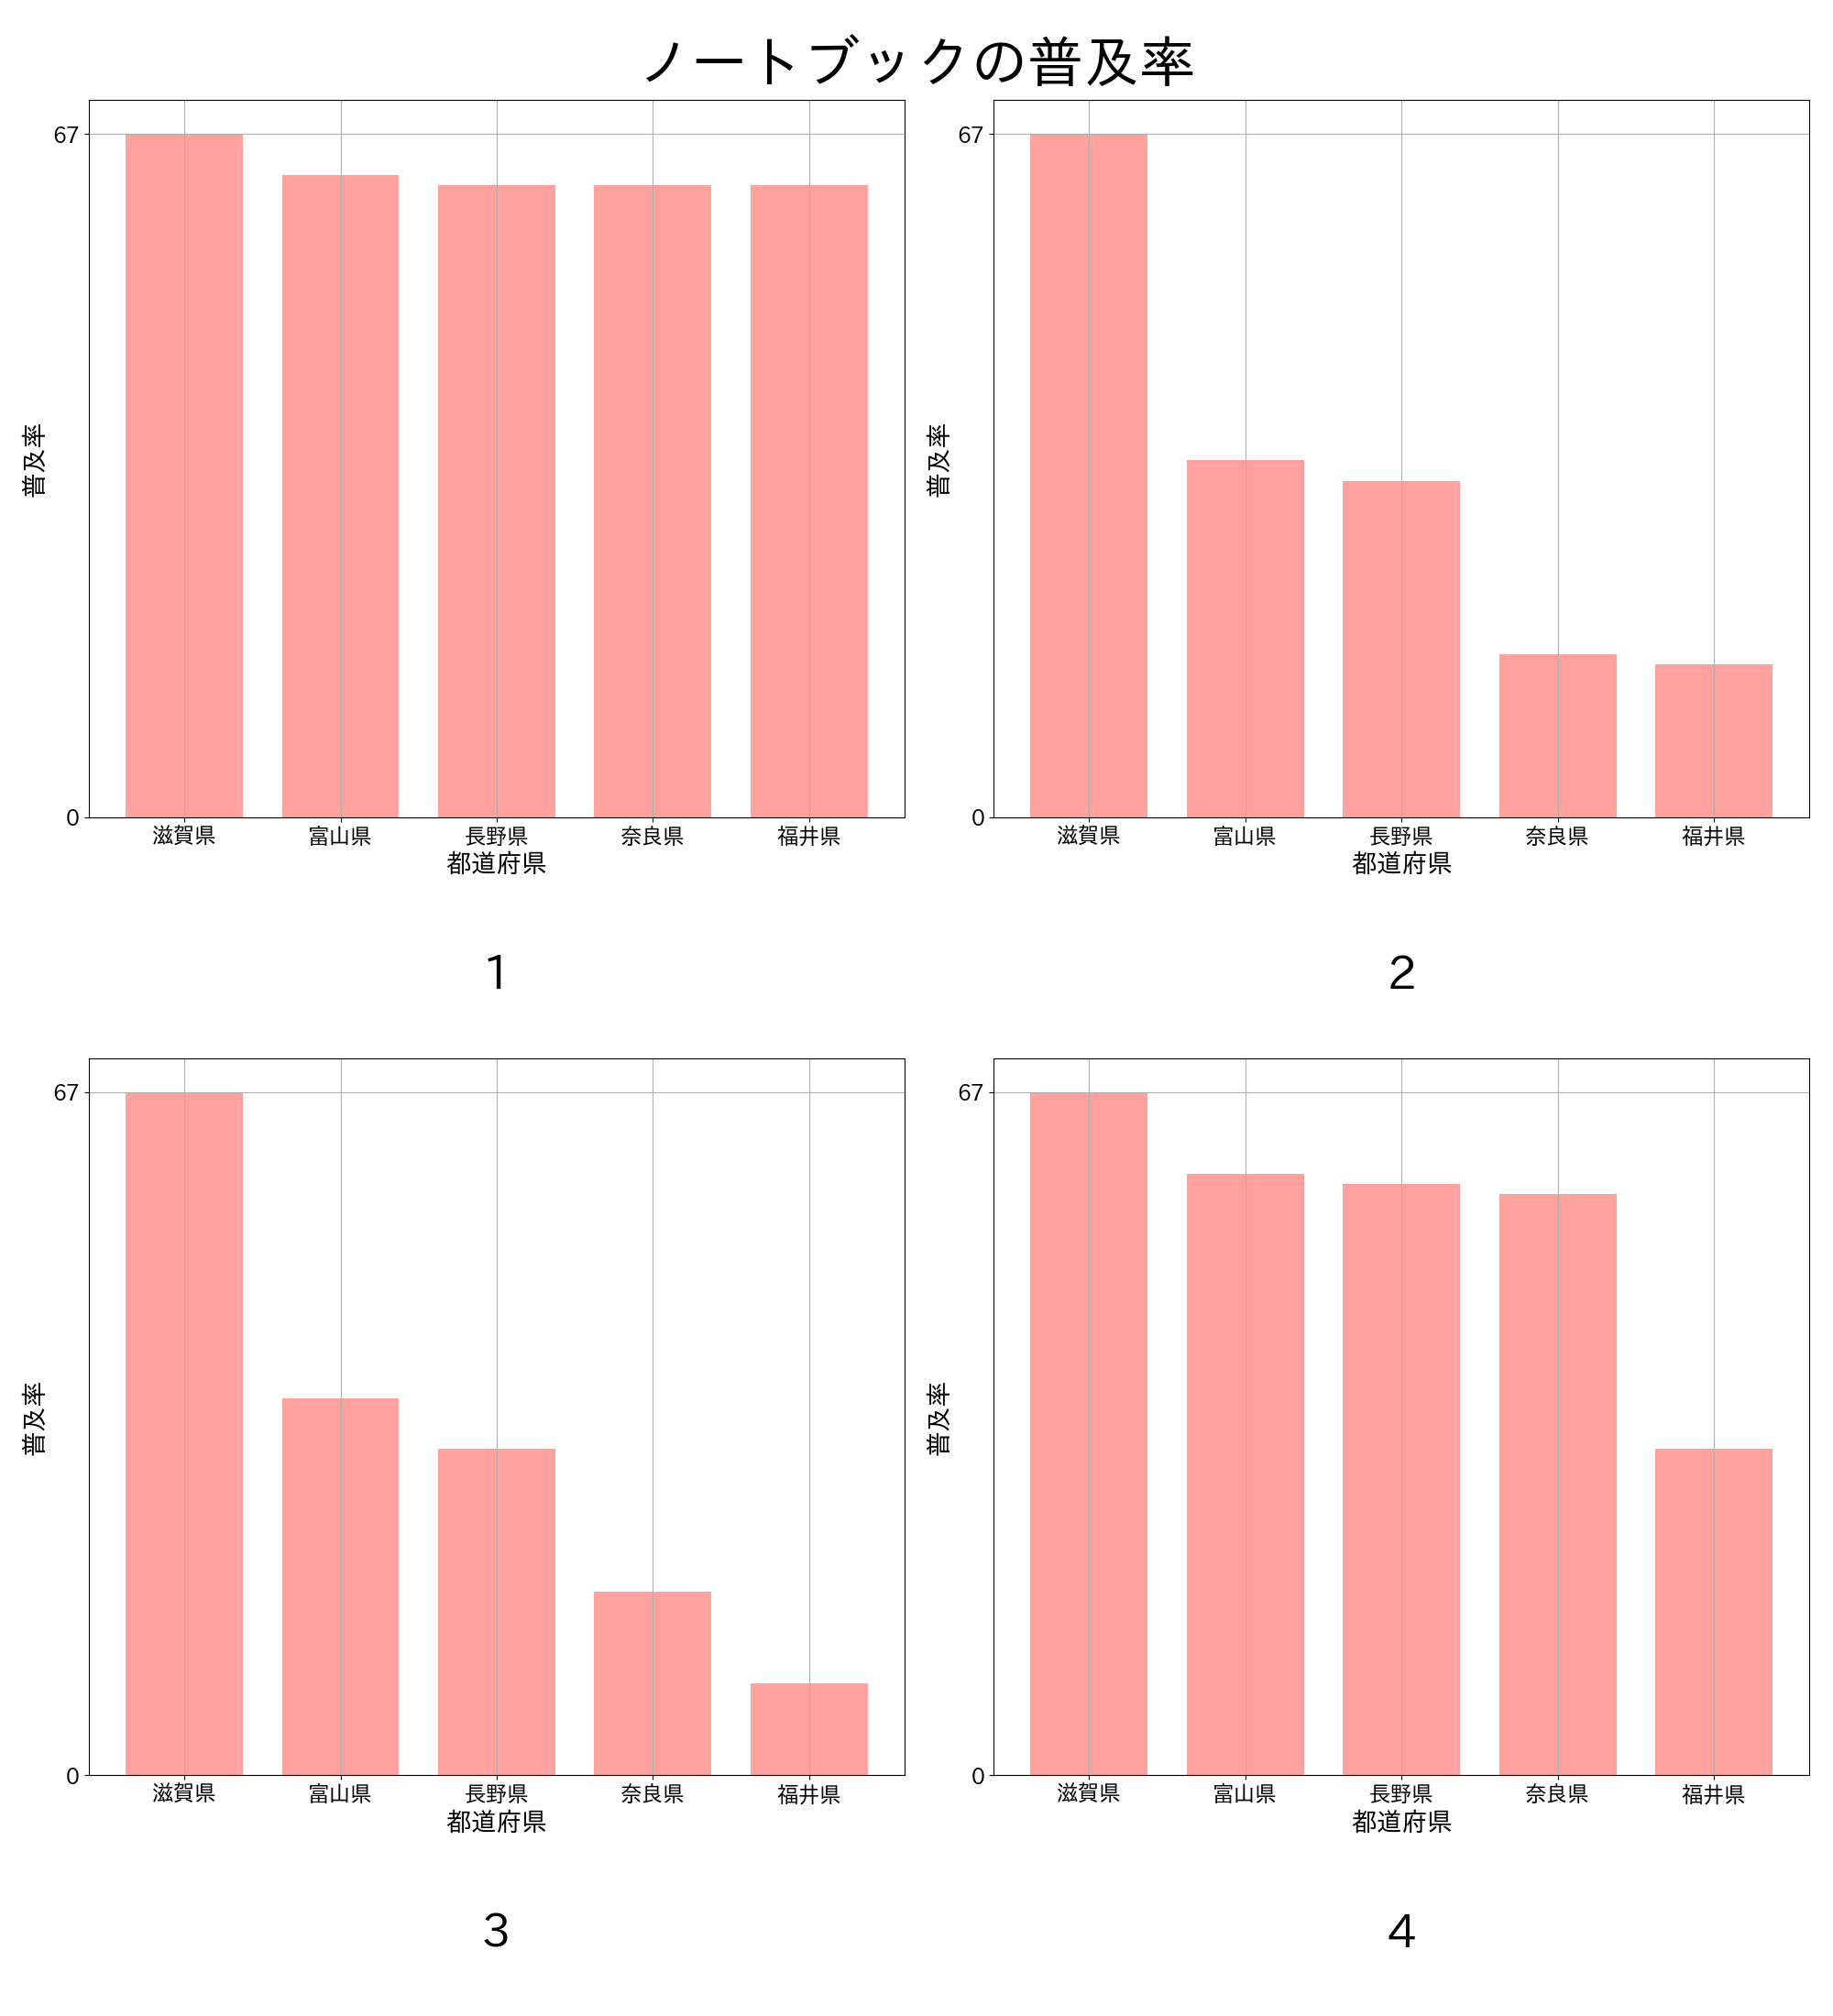 ノートブックの普及率
67
0
普及率
滋賀県 富山県 長野県 奈良県 福井県
都道府県
1
67
0
普及率
滋賀県 富山県 長野県 奈良県 福井県
都道府県
2
67
0
普及率
滋賀県 富山県 長野県 奈良県 福井県
都道府県
3
67
0
普及率
滋賀県 富山県 長野県 奈良県 福井県
都道府県
4